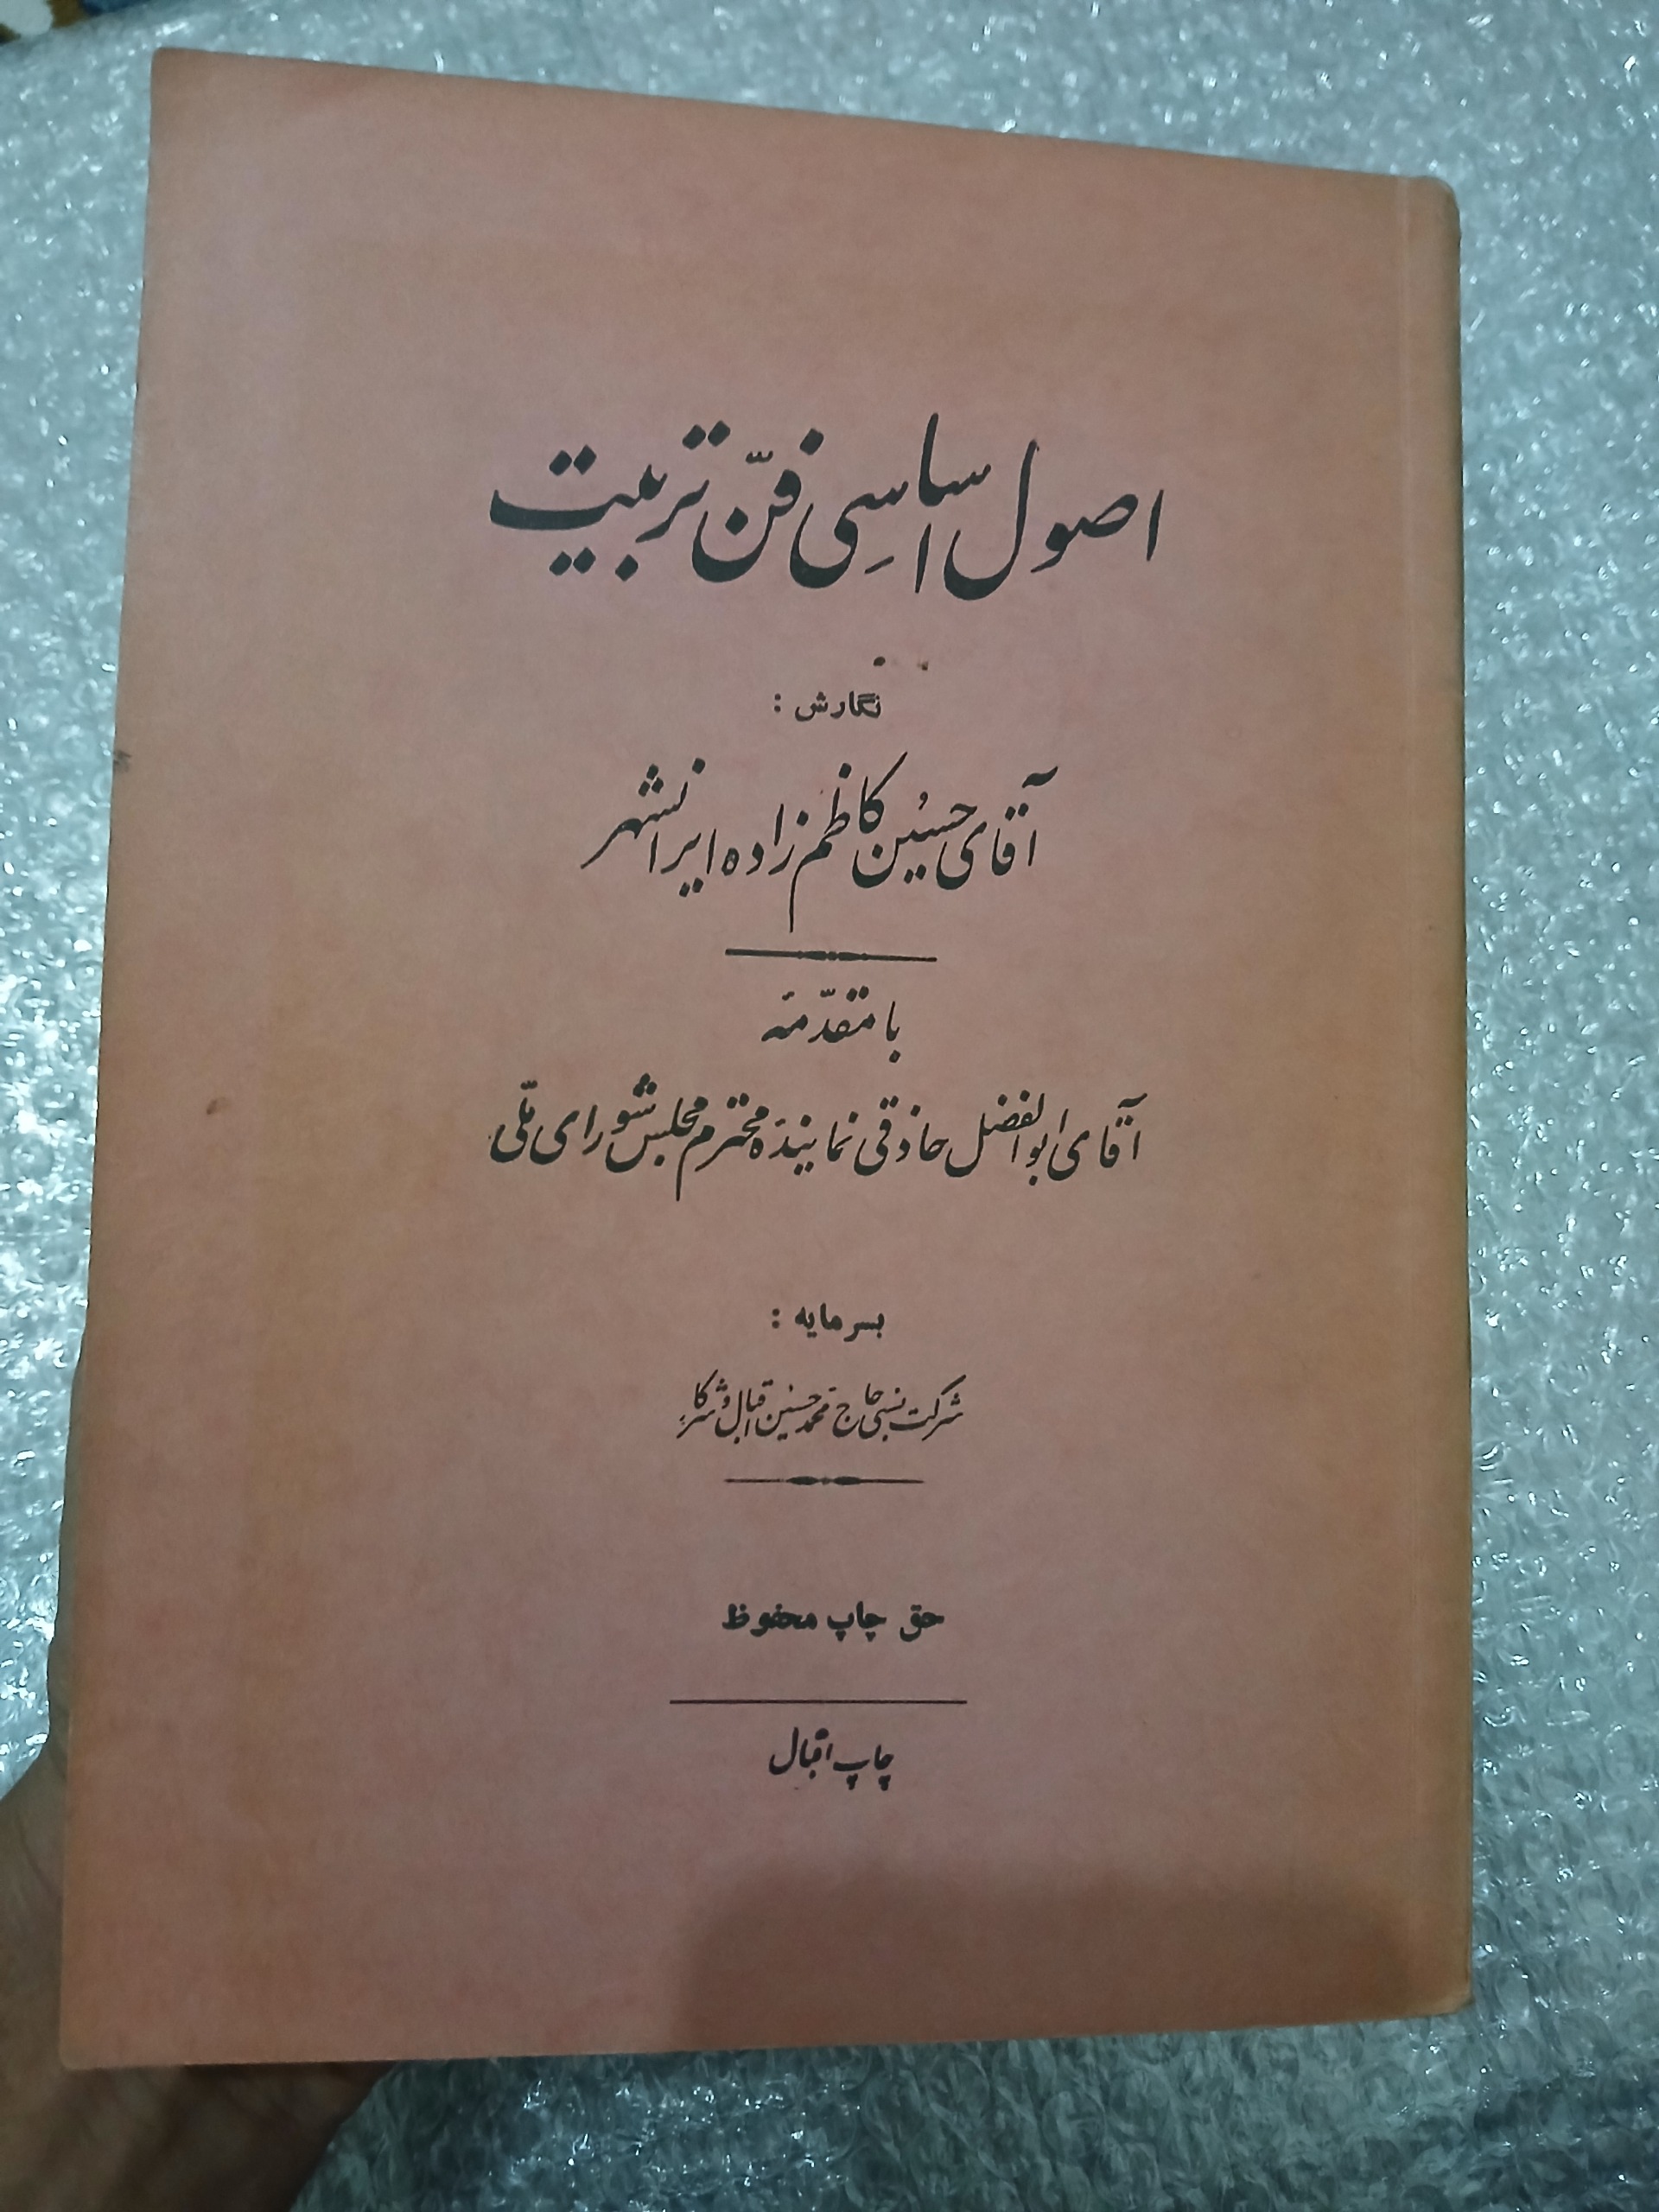 اصول اساسی فنّ تربیت
نگارش :
آقای حسین کاظم زاده ایرانشهر
با مقدّمه
آقای ابوالفضل حاذقی نماینده محترم مجلس شورای ملّی
بسرمایه :
شرکت نسبی حاج محمد حسین اقبال و شرکاء
حق چاپ محفوظ
چاپ اقبال